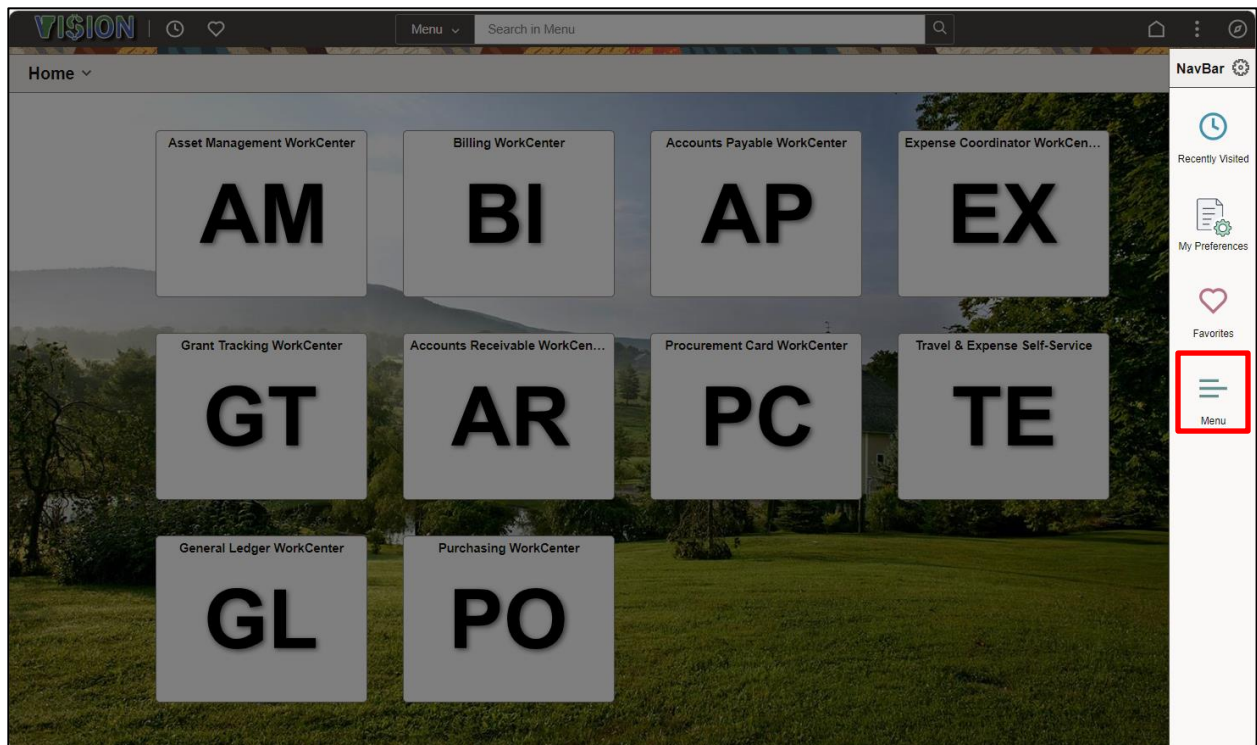 VISION
Menu
Search in Menu
Home
NavBar
Asset Management WorkCenter
AM
Billing WorkCenter
BI
Accounts Payable WorkCenter
AP
Expense Coordinator WorkCen...
EX
Grant Tracking WorkCenter
GT
Accounts Receivable WorkCen...
AR
Procurement Card WorkCenter
PC
Travel & Expense Self-Service
TE
General Ledger WorkCenter
GL
Purchasing WorkCenter
PO
Recently Visited
My Preferences
Favorites
Menu